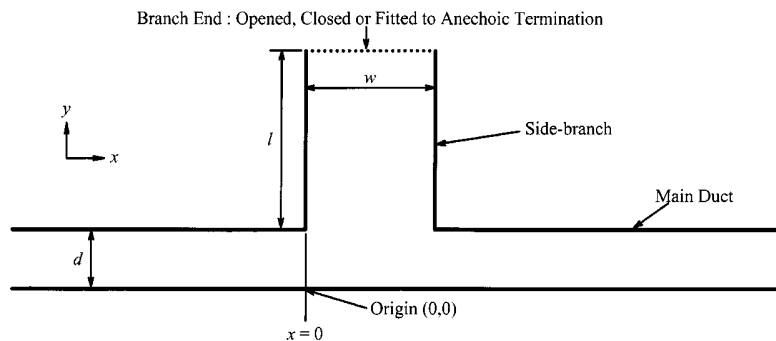 Branch End : Opened, Closed or Fitted to Anechoic Termination
w
y
l
x
Side-branch
Main Duct
d
Origin (0,0)
x = 0